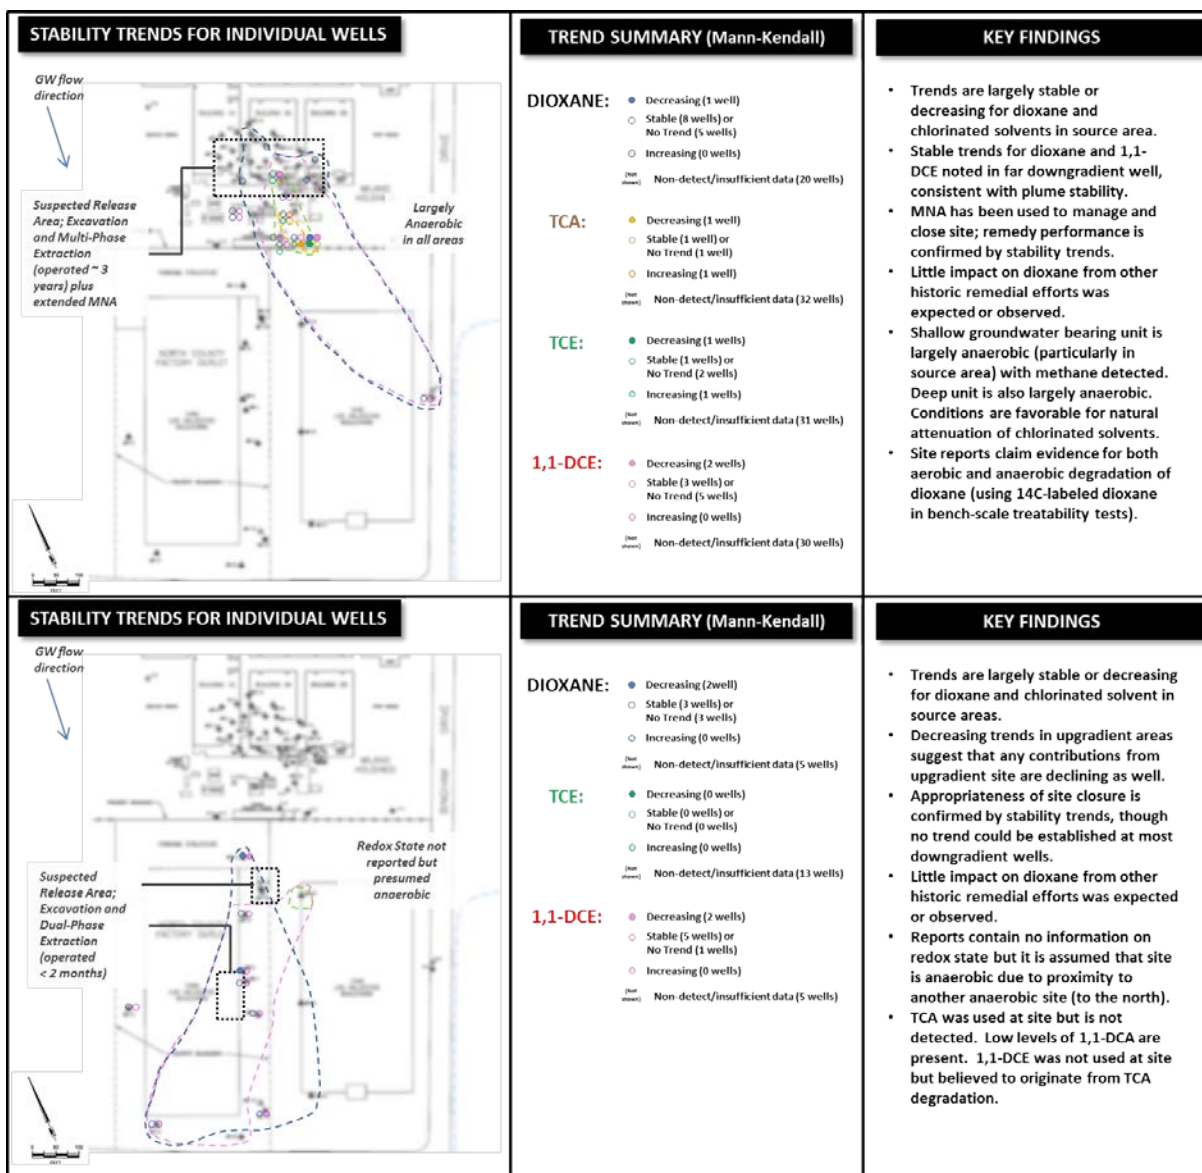 STABILITY TRENDS FOR INDIVIDUAL WELLS
GW flow
direction
Suspected Release
Area; Excavation
and Multi-Phase
Extraction
(operated ~ 3
years) plus
extended MNA
Largely
Anaerobic
in all areas
NORTH COUNTY
FACTORY OUTLET
TREND SUMMARY (Mann-Kendall)
DIOXANE:
Decreasing (1 well)
Stable (8 wells) or
No Trend (5 wells)
Increasing (0 wells)
[Not
shown]
Non-detect/insufficient data (20 wells)
TCA:
Decreasing (1 well)
Stable (1 well) or
No Trend (1 well)
Increasing (1 well)
[Not
shown]
Non-detect/insufficient data (32 wells)
TCE:
Decreasing (1 wells)
Stable (1 wells) or
No Trend (2 wells)
Increasing (1 wells)
[Not
shown]
Non-detect/insufficient data (31 wells)
1,1-DCE:
Decreasing (2 wells)
Stable (3 wells) or
No Trend (5 wells)
Increasing (0 wells)
[Not
shown]
Non-detect/insufficient data (30 wells)
KEY FINDINGS
• Trends are largely stable or
decreasing for dioxane and
chlorinated solvents in source area.
• Stable trends for dioxane and 1,1-
DCE noted in far downgradient well,
consistent with plume stability.
• MNA has been used to manage and
close site; remedy performance is
confirmed by stability trends.
• Little impact on dioxane from other
historic remedial efforts was
expected or observed.
• Shallow groundwater bearing unit is
largely anaerobic (particularly in
source area) with methane detected.
Deep unit is also largely anaerobic.
Conditions are favorable for natural
attenuation of chlorinated solvents.
• Site reports claim evidence for both
aerobic and anaerobic degradation of
dioxane (using 14C-labeled dioxane
in bench-scale treatability tests).
STABILITY TRENDS FOR INDIVIDUAL WELLS
GW flow
direction
Redox State not
reported but
presumed
anaerobic
Suspected
Release Area;
Excavation and
Dual-Phase
Extraction
(operated
< 2 months)
TREND SUMMARY (Mann-Kendall)
DIOXANE:
Decreasing (2well)
Stable (3 wells) or
No Trend (3 wells)
Increasing (0 wells)
[Not
shown]
Non-detect/insufficient data (5 wells)
TCE:
Decreasing (0 wells)
Stable (0 wells) or
No Trend (0 wells)
Increasing (0 wells)
[Not
shown]
Non-detect/insufficient data (13 wells)
1,1-DCE:
Decreasing (2 wells)
Stable (5 wells) or
No Trend (1 wells)
Increasing (0 wells)
[Not
shown]
Non-detect/insufficient data (5 wells)
KEY FINDINGS
• Trends are largely stable or decreasing
for dioxane and chlorinated solvent in
source areas.
• Decreasing trends in upgradient areas
suggest that any contributions from
upgradient site are declining as well.
• Appropriateness of site closure is
confirmed by stability trends, though
no trend could be established at most
downgradient wells.
• Little impact on dioxane from other
historic remedial efforts was expected
or observed.
• Reports contain no information on
redox state but it is assumed that site
is anaerobic due to proximity to
another anaerobic site (to the north).
• TCA was used at site but is not
detected. Low levels of 1,1-DCA are
present. 1,1-DCE was not used at site
but believed to originate from TCA
degradation.